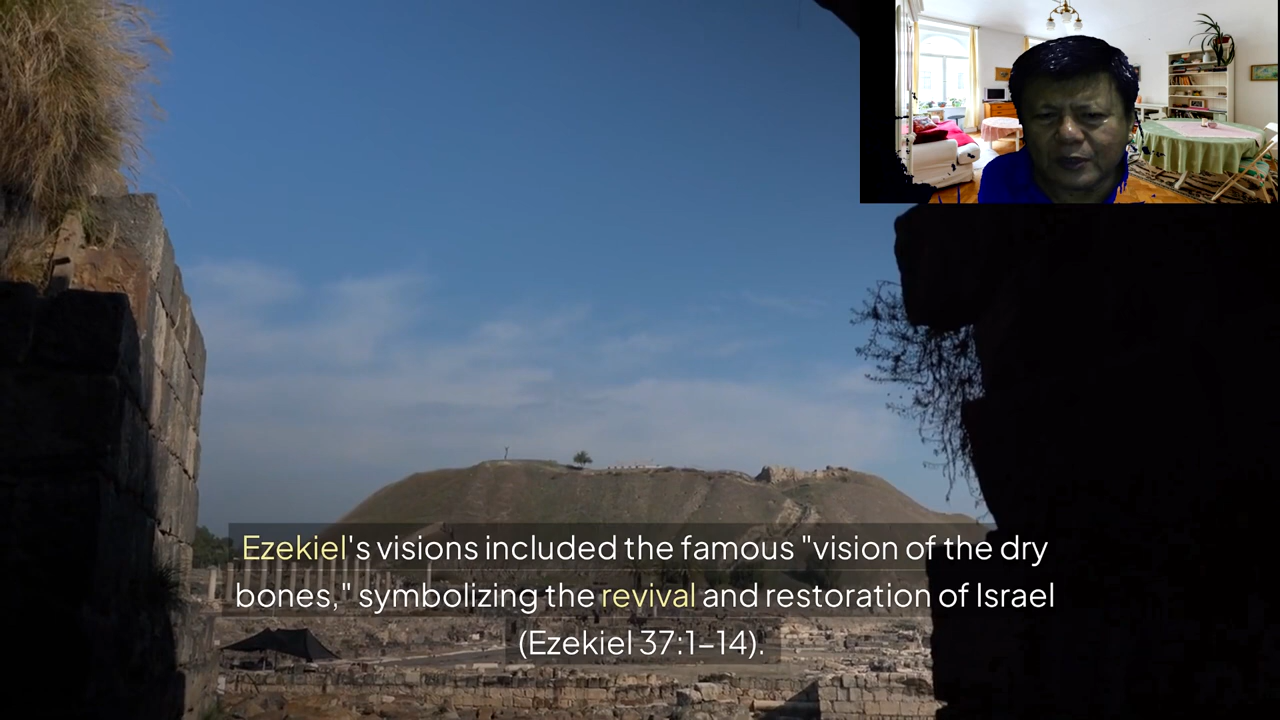 Ezekiel's visions included the famous "vision of the dry
bones," symbolizing the revival and restoration of Israel
(Ezekiel 37:1–14).